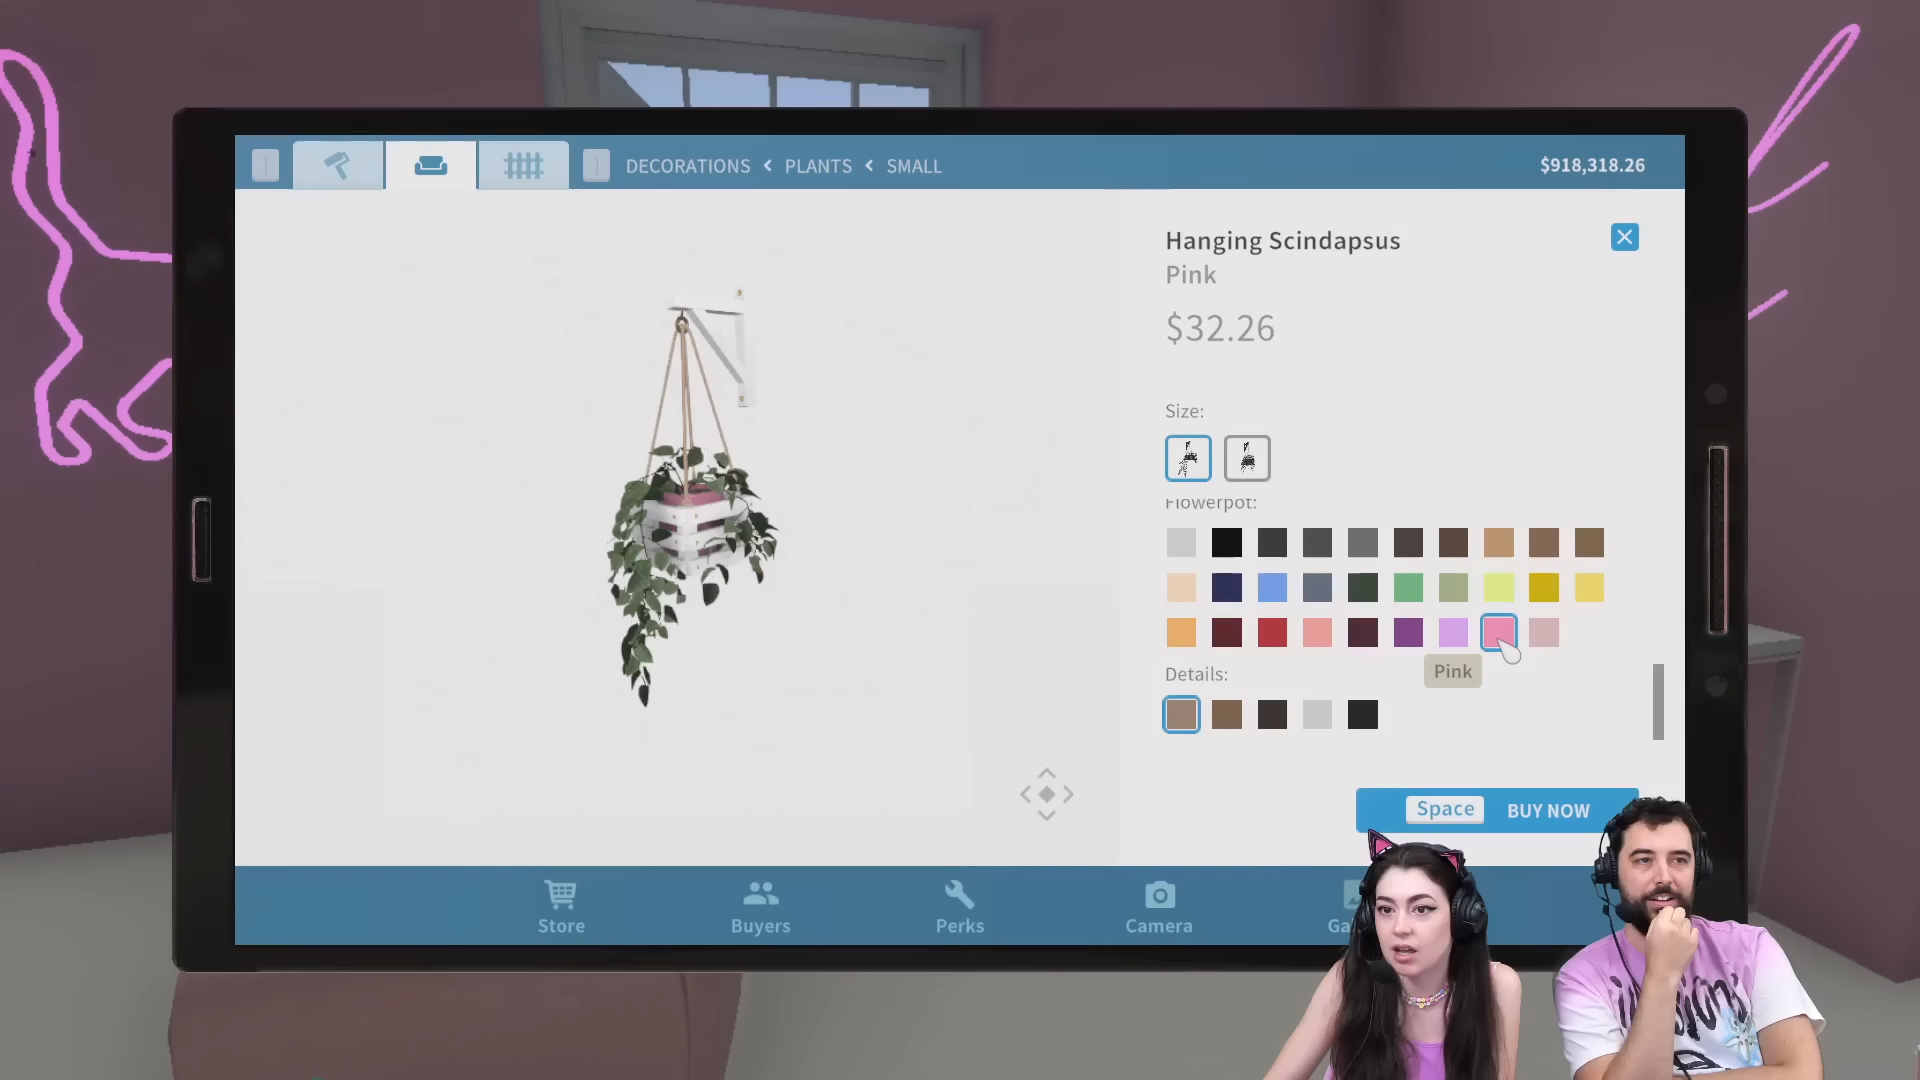 DECORATIONS < PLANTS < SMALL
$918,318.26
Hanging Scindapsus
Pink
$32.26
Size:
Flowerpot:
Pink
Details:
Space BUY NOW
Store
Buyers
Perks
Camera